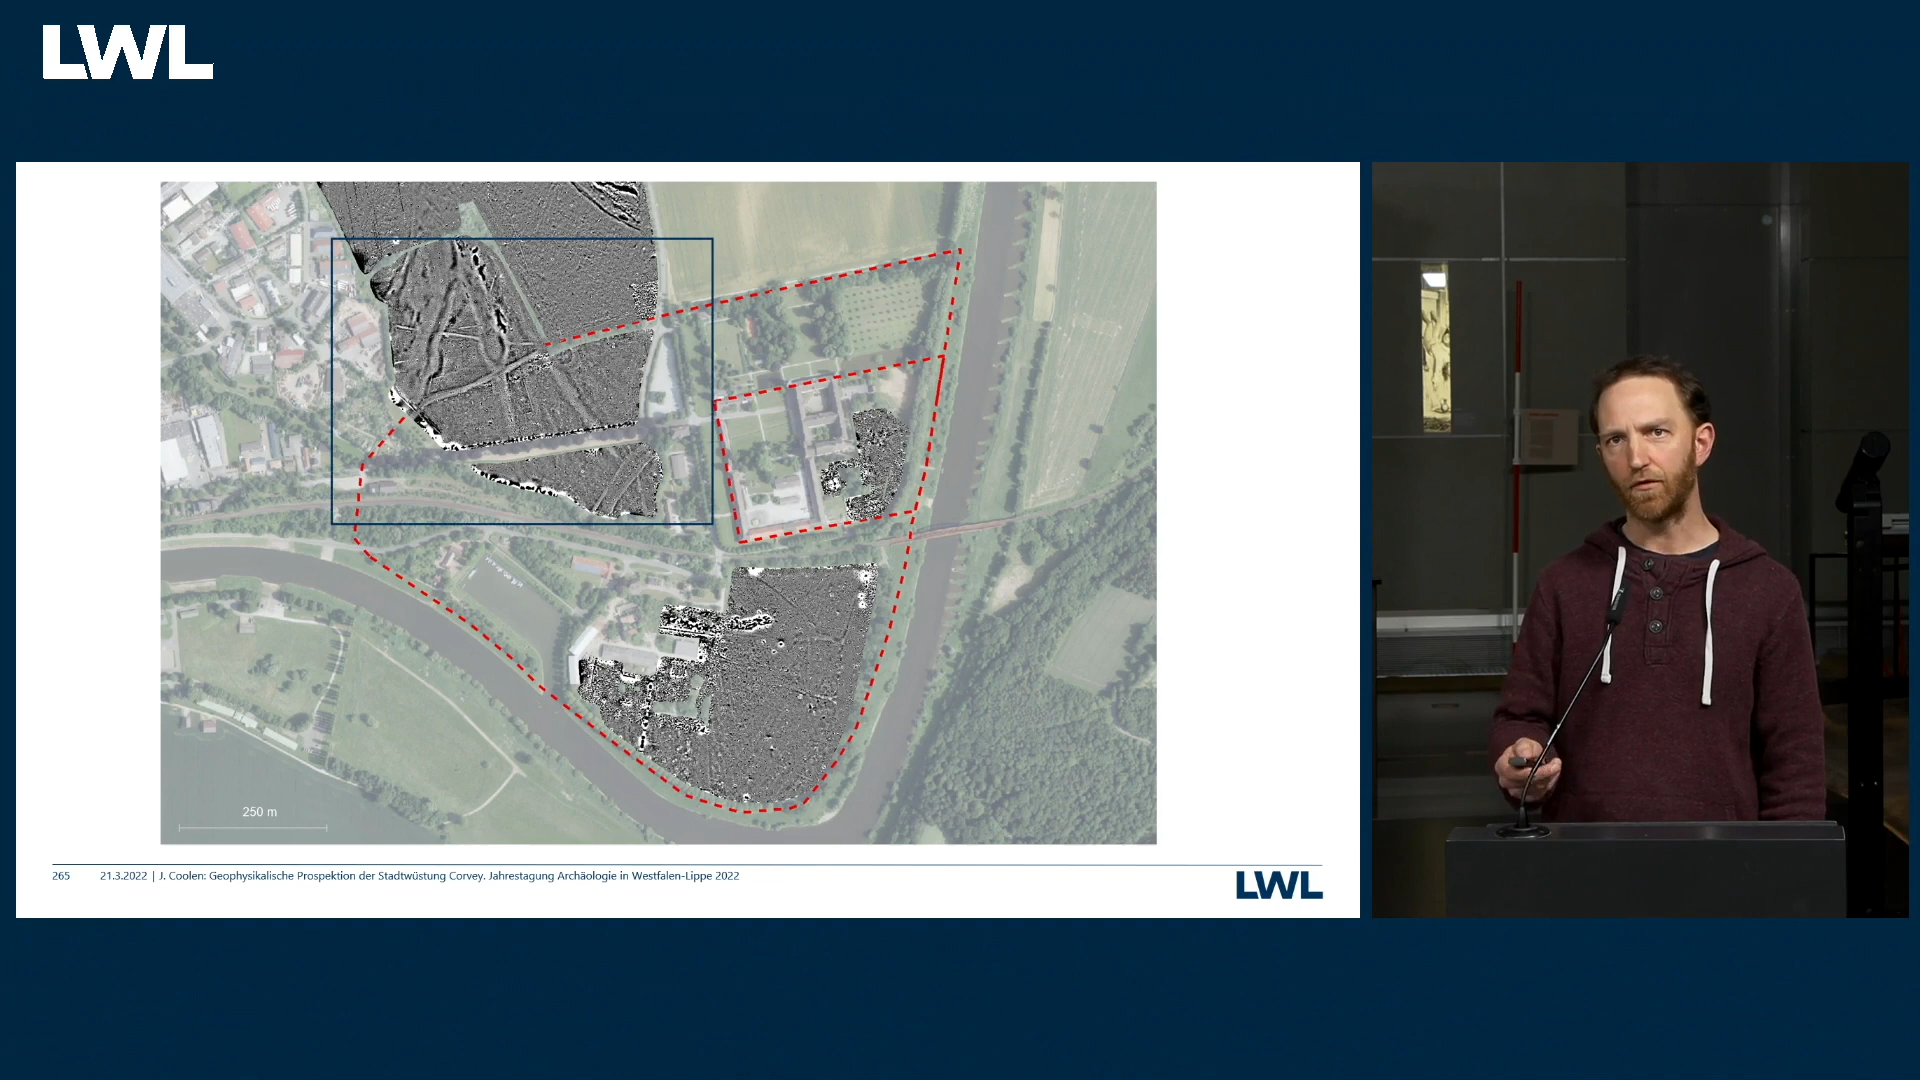 LWL
250 m
265 21.3.2022 | J. Coolen: Geophysikalische Prospektion der Stadtwüstung Corvey. Jahrestagung Archäologie in Westfalen-Lippe 2022
LWL